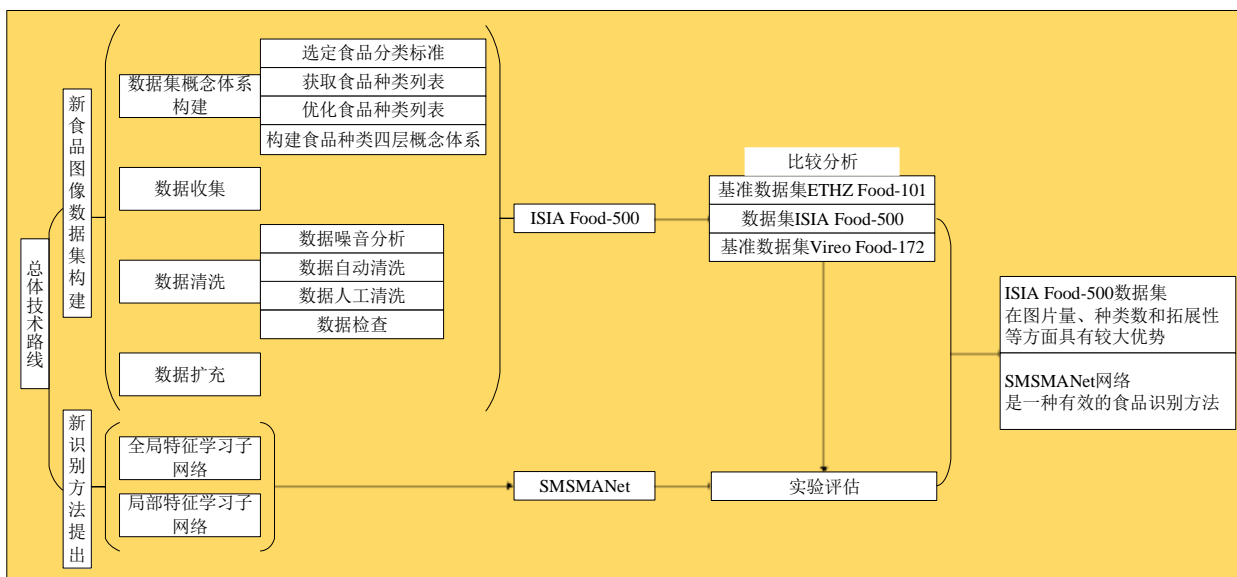 总体技术路线
新食品图像数据集构建
数据集概念体系
构建
选定食品分类标准
获取食品种类列表
优化食品种类列表
构建食品种类四层概念体系
数据收集
数据清洗
数据噪音分析
数据自动清洗
数据人工清洗
数据检查
数据扩充
ISIA Food-500
比较分析
基准数据集ETHZ Food-101
数据集ISIA Food-500
基准数据集Vireo Food-172
新识别方法提出
全局特征学习子
网络
局部特征学习子
网络
SMSMANet
实验评估
ISIA Food-500数据集
在图片量、种类数和拓展性
等方面具有较大优势
SMSMANet网络
是一种有效的食品识别方法